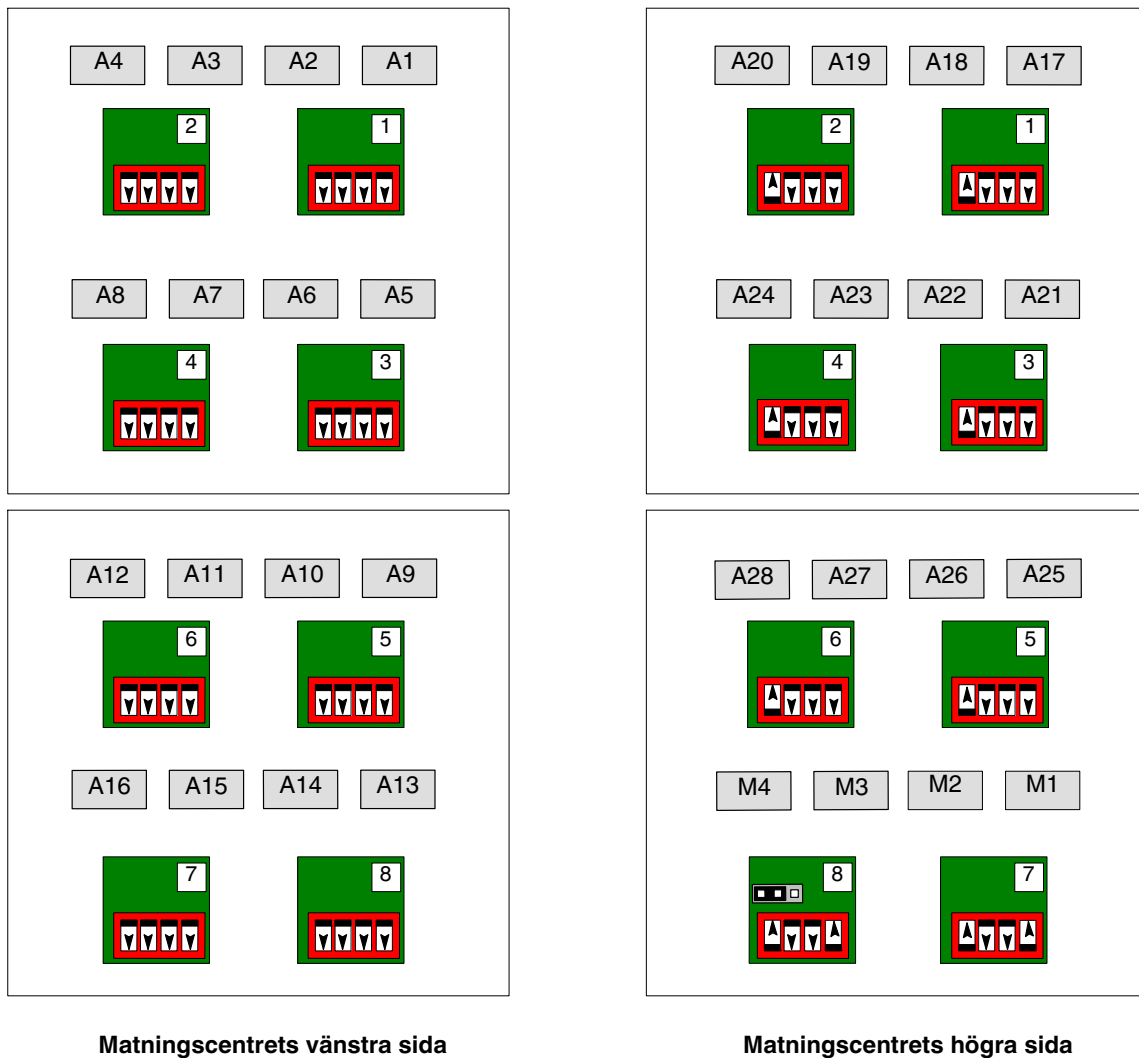 A4 A3 A2 A1
2 1
A8 A7 A6 A5
4 3
A12 A11 A10 A9
6 5
A16 A15 A14 A13
7 8
Matningscentrets vänstra sida
A20 A19 A18 A17
2 1
A24 A23 A22 A21
4 3
A28 A27 A26 A25
6 5
M4 M3 M2 M1
8 7
Matningscentrets högra sida